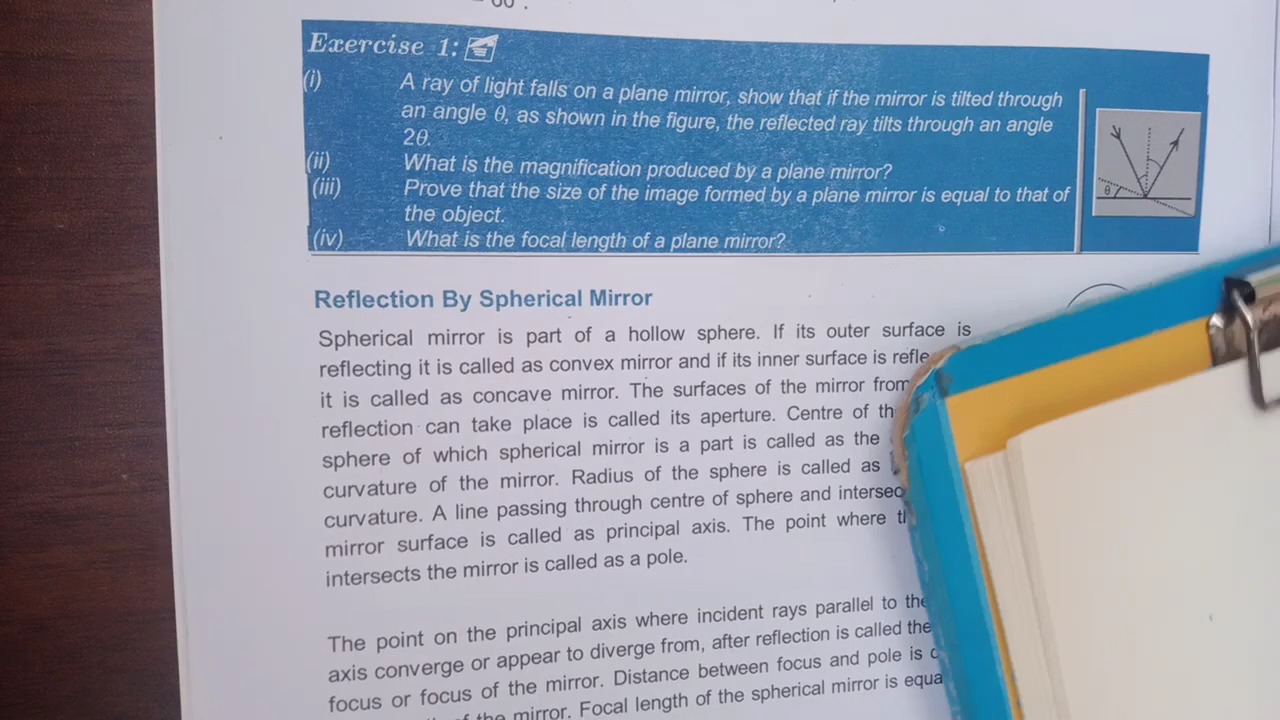 Exercise 1:
(i) A ray of light falls on a plane mirror, show that if the mirror is tilted through
an angle θ, as shown in the figure, the reflected ray tilts through an angle
2θ.
(ii) What is the magnification produced by a plane mirror?
(iii) Prove that the size of the image formed by a plane mirror is equal to that of
the object.
(iv) What is the focal length of a plane mirror?
θ
Reflection By Spherical Mirror
Spherical mirror is part of a hollow sphere. If its outer surface is
reflecting it is called as convex mirror and if its inner surface is
it is called as concave mirror. The surfaces of the mirror from
reflection can take place is called its aperture. Centre of
sphere of which spherical mirror is a part is called as the
curvature of the mirror. Radius of the sphere is called as
curvature. A line passing through centre of sphere and
mirror surface is called as principal axis. The point where
intersects the mirror is called as a pole.
The point on the principal axis where incident rays parallel to the
axis converge or appear to diverge from, after reflection is called the
focus or focus of the mirror. Distance between focus and pole is
the mirror. Focal length of the spherical mirror is